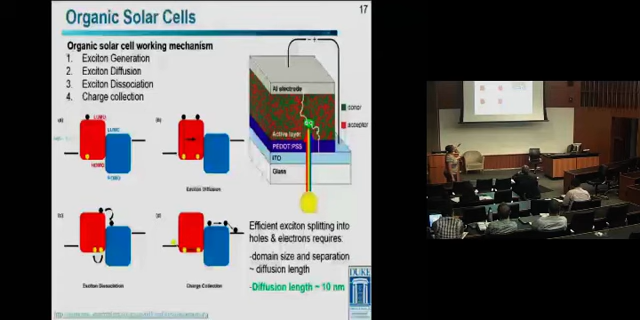 Organic Solar Cells
17
Organic solar cell working mechanism
1. Exciton Generation
2. Exciton Diffusion
3. Exciton Dissociation
4. Charge collection
Al electrode
donor
acceptor
Active layer
PEDOT:PSS
ITO
Glass
Exciton Diffusion
Exciton Dissociation
Charge Collection
Efficient exciton splitting into
holes & electrons requires:
-domain size and separation
~ diffusion length
-Diffusion length ~ 10 nm
DUKE